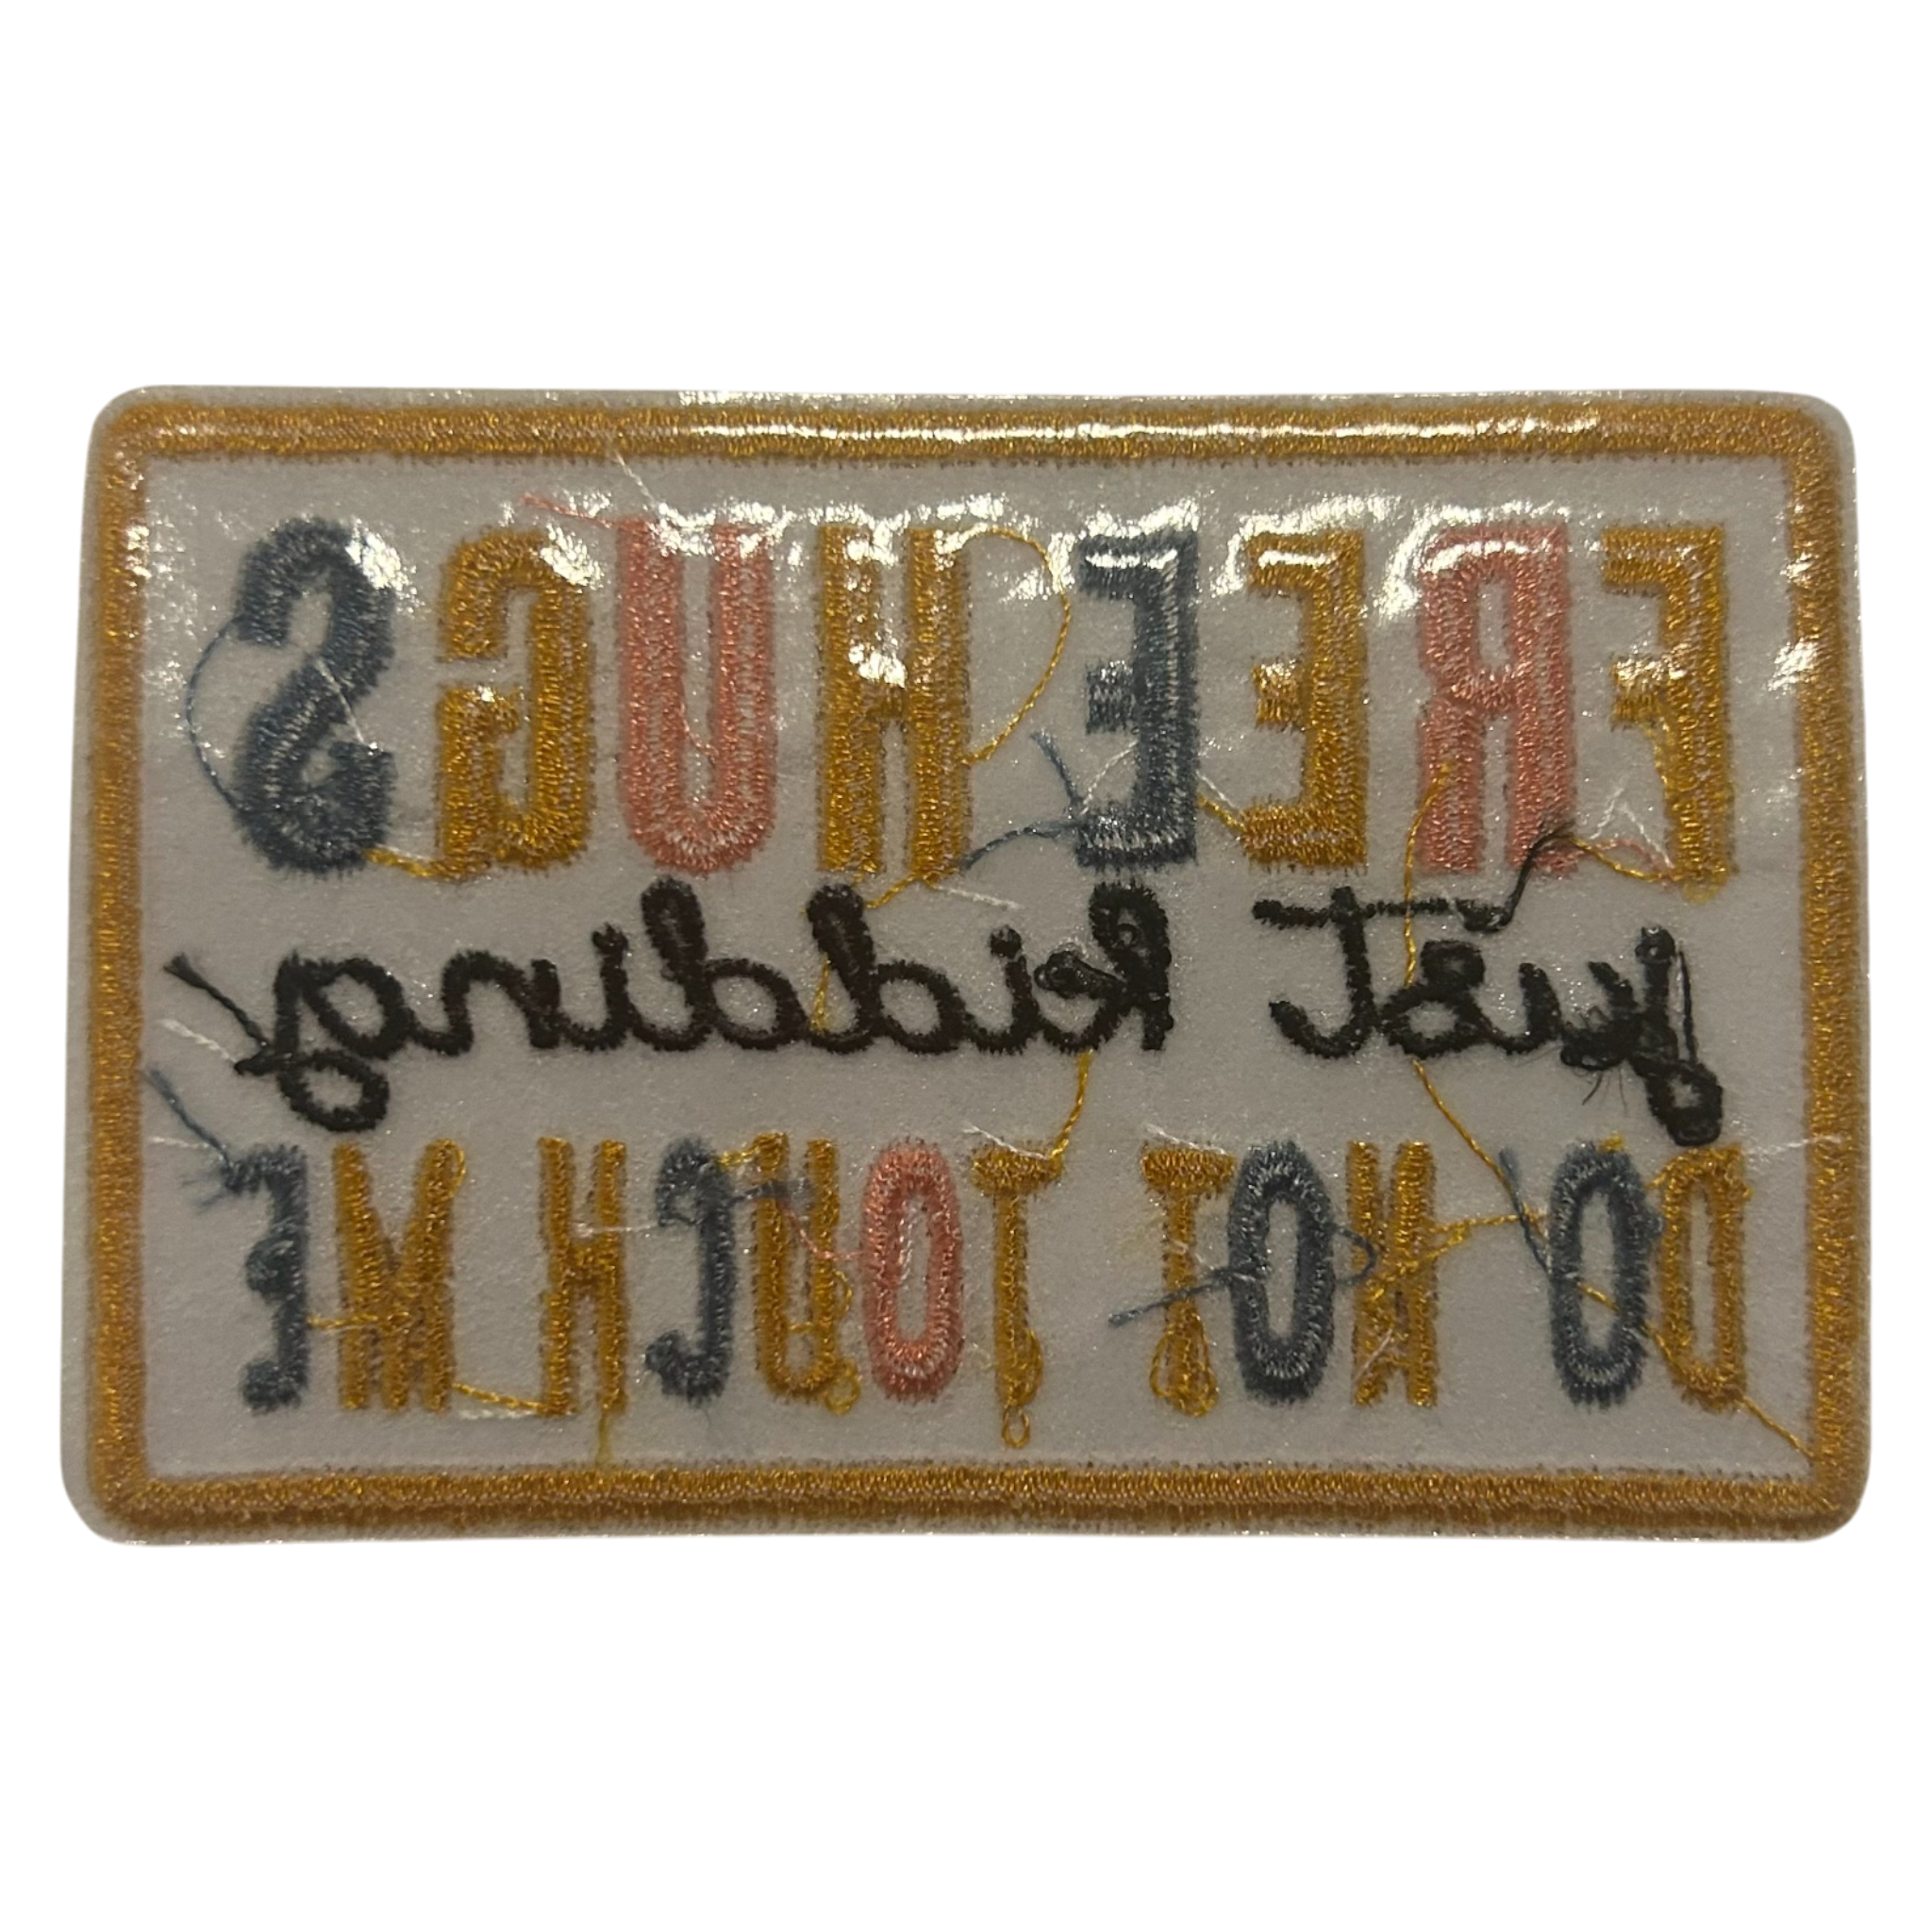 FREE HUGS
just kidding
DO NOT TOUCH ME